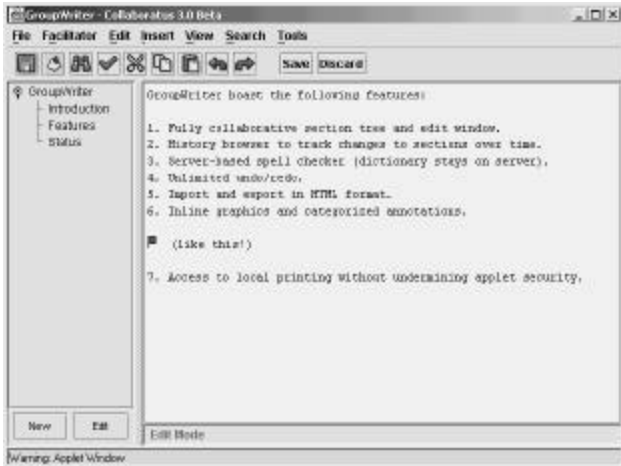 GroupWriter - Collaboratus 3.0 Beta
File Facilitator Edit Insert View Search Tools
Save Discard
GroupWriter
Introduction
Features
Status
GroupWriter boast the following features:
1. Fully collaborative section tree and edit window.
2. History browser to track changes to sections over time.
3. Server-based spell checker (dictionary stays on server).
4. Unlimited undo/redo.
5. Import and export in HTML format.
6. Inline graphics and categorized annotations.
(like this!)
7. Access to local printing without undermining applet security.
New Edit
Edit Mode
Warning: Applet Window